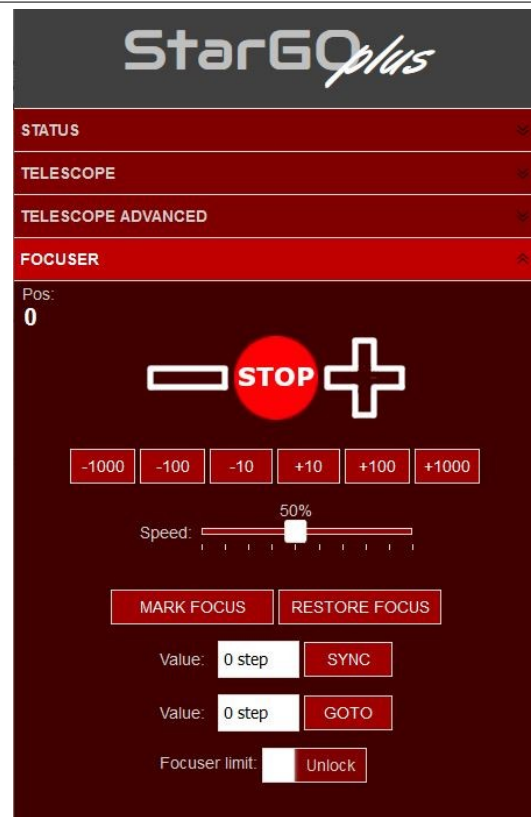 StarGO plus
STATUS
TELESCOPE
TELESCOPE ADVANCED
FOCUSER
Pos:
0
STOP
-1000 -100 -10 +10 +100 +1000
50%
Speed:
MARK FOCUS RESTORE FOCUS
Value: 0 step SYNC
Value: 0 step GOTO
Focuser limit: Unlock